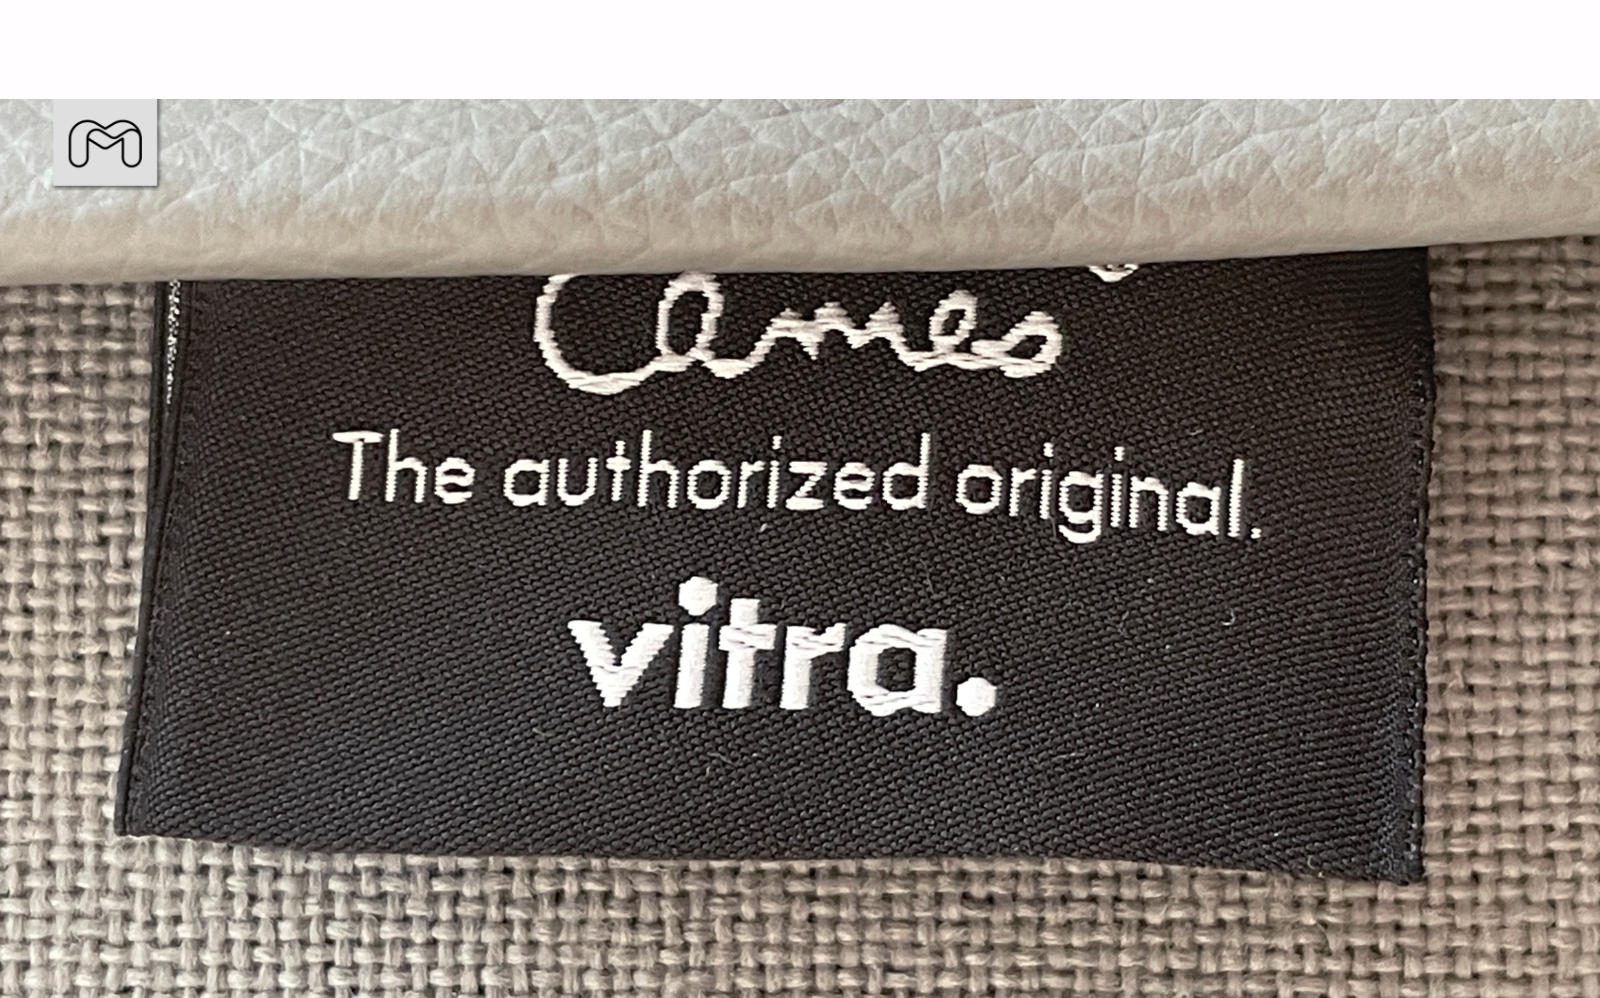 Eames
The authorized original.
vitra.